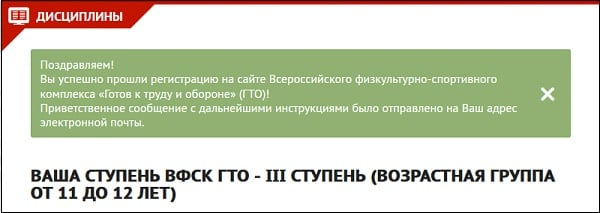 ДИСЦИПЛИНЫ
Поздравляем!
Вы успешно прошли регистрацию на сайте Всероссийского физкультурно-спортивного
комплекса «Готов к труду и обороне» (ГТО)!
Приветственное сообщение с дальнейшими инструкциями было отправлено на Ваш адрес
электронной почты.
ВАША СТУПЕНЬ ВФСК ГТО - III СТУПЕНЬ (ВОЗРАСТНАЯ ГРУППА
ОТ 11 ДО 12 ЛЕТ)